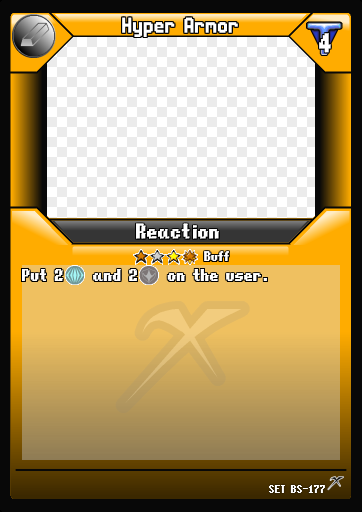 Hyper Armor
4
Reaction
Buff
Put 2 and 2 on the user.
SET BS-177